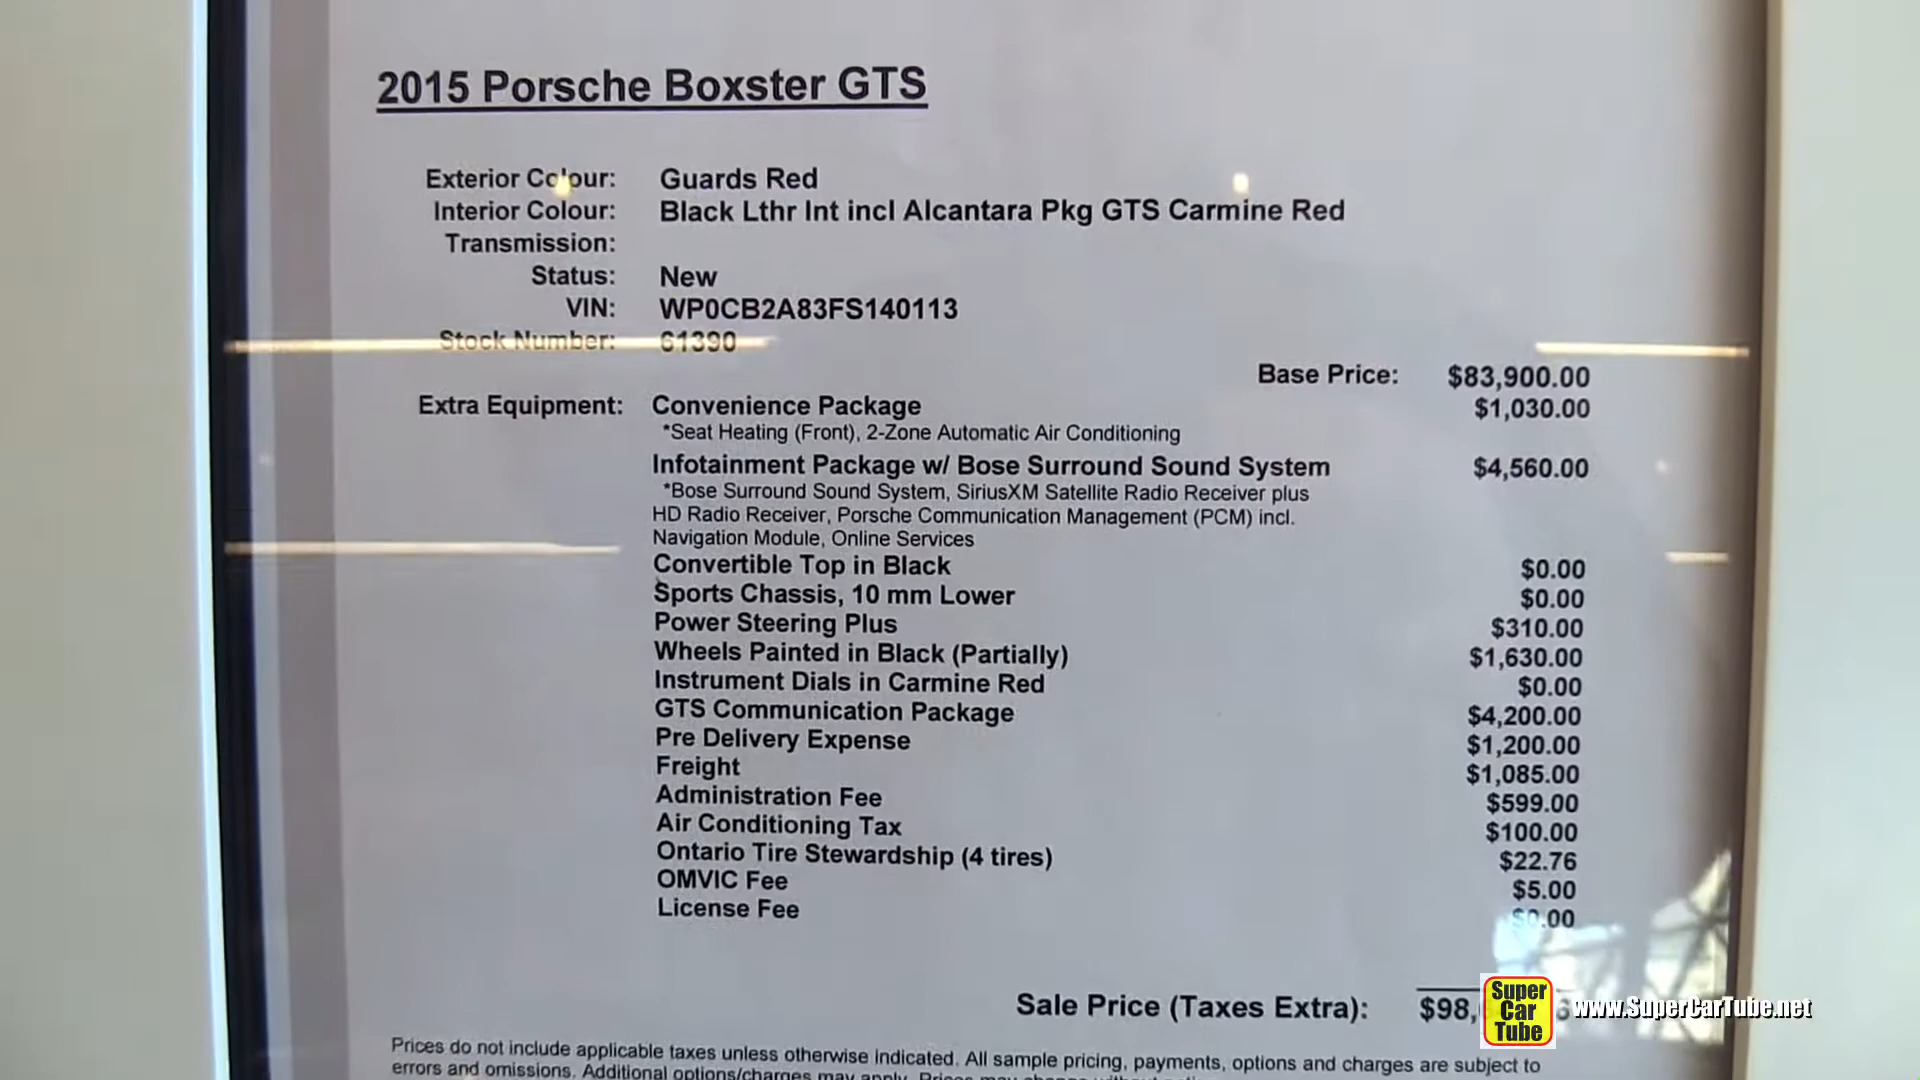 2015 Porsche Boxster GTS
Exterior Colour: Guards Red
Interior Colour: Black Lthr Int incl Alcantara Pkg GTS Carmine Red
Transmission:
Status: New
VIN: WP0CB2A83FS140113
Stock Number: 61390
Base Price: $83,900.00
Extra Equipment: Convenience Package $1,030.00
*Seat Heating (Front), 2-Zone Automatic Air Conditioning
Infotainment Package w/ Bose Surround Sound System $4,560.00
*Bose Surround Sound System, SiriusXM Satellite Radio Receiver plus
HD Radio Receiver, Porsche Communication Management (PCM) incl.
Navigation Module, Online Services
Convertible Top in Black $0.00
Sports Chassis, 10 mm Lower $0.00
Power Steering Plus $310.00
Wheels Painted in Black (Partially) $1,630.00
Instrument Dials in Carmine Red $0.00
GTS Communication Package $4,200.00
Pre Delivery Expense $1,200.00
Freight $1,085.00
Administration Fee $599.00
Air Conditioning Tax $100.00
Ontario Tire Stewardship (4 tires) $22.76
OMVIC Fee $5.00
License Fee $0.00
Sale Price (Taxes Extra): $98,
Super
Car
Tube
www.SuperCarTube.net
Prices do not include applicable taxes unless otherwise indicated. All sample pricing, payments, options and charges are subject to
errors and omissions. Additional options/charges may apply.